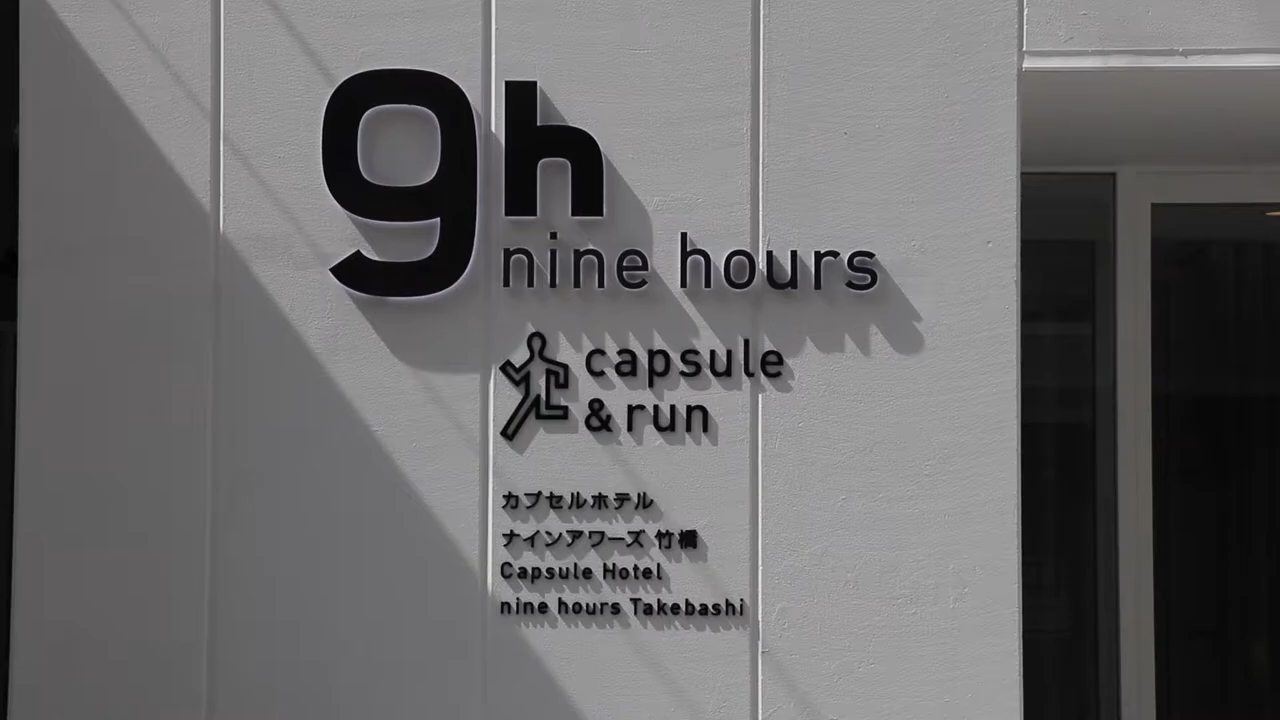 9h
nine hours
capsule
& run
カプセルホテル
ナインアワーズ 竹橋
Capsule Hotel
nine hours Takebashi